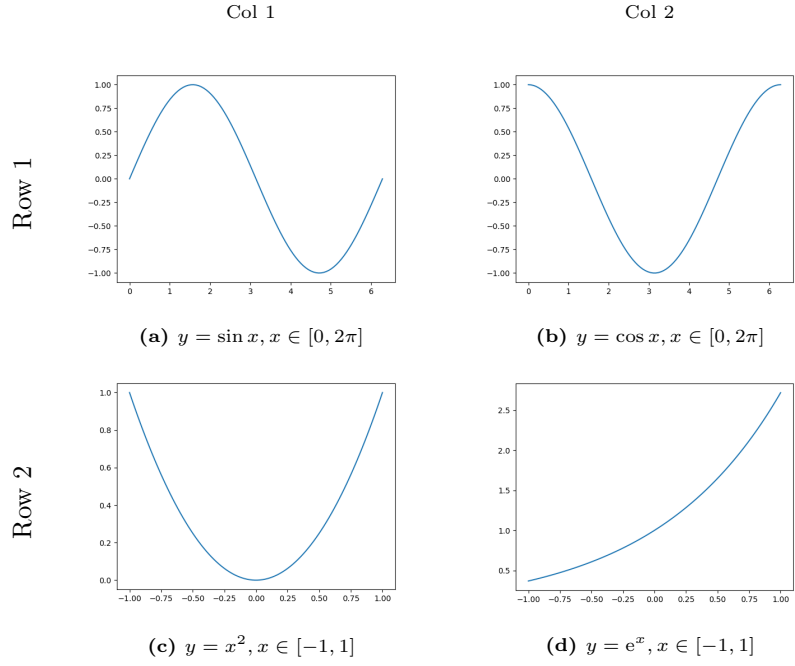 Col 1 Col 2
Row 1
1.00 1.00
0.75 0.75
0.50 0.50
0.25 0.25
0.00 0.00
−0.25 −0.25
−0.50 −0.50
−0.75 −0.75
−1.00 −1.00
0 1 2 3 4 5 6 0 1 2 3 4 5 6
(a) y = sin x, x ∈ [0, 2π] (b) y = cos x, x ∈ [0, 2π]
Row 2
1.0
0.8
0.6
0.4
0.2
0.0
−1.00 −0.75 −0.50 −0.25 0.00 0.25 0.50 0.75 1.00
2.5
2.0
1.5
1.0
0.5
−1.00 −0.75 −0.50 −0.25 0.00 0.25 0.50 0.75 1.00
(c) y = x², x ∈ [−1, 1] (d) y = eˣ, x ∈ [−1, 1]